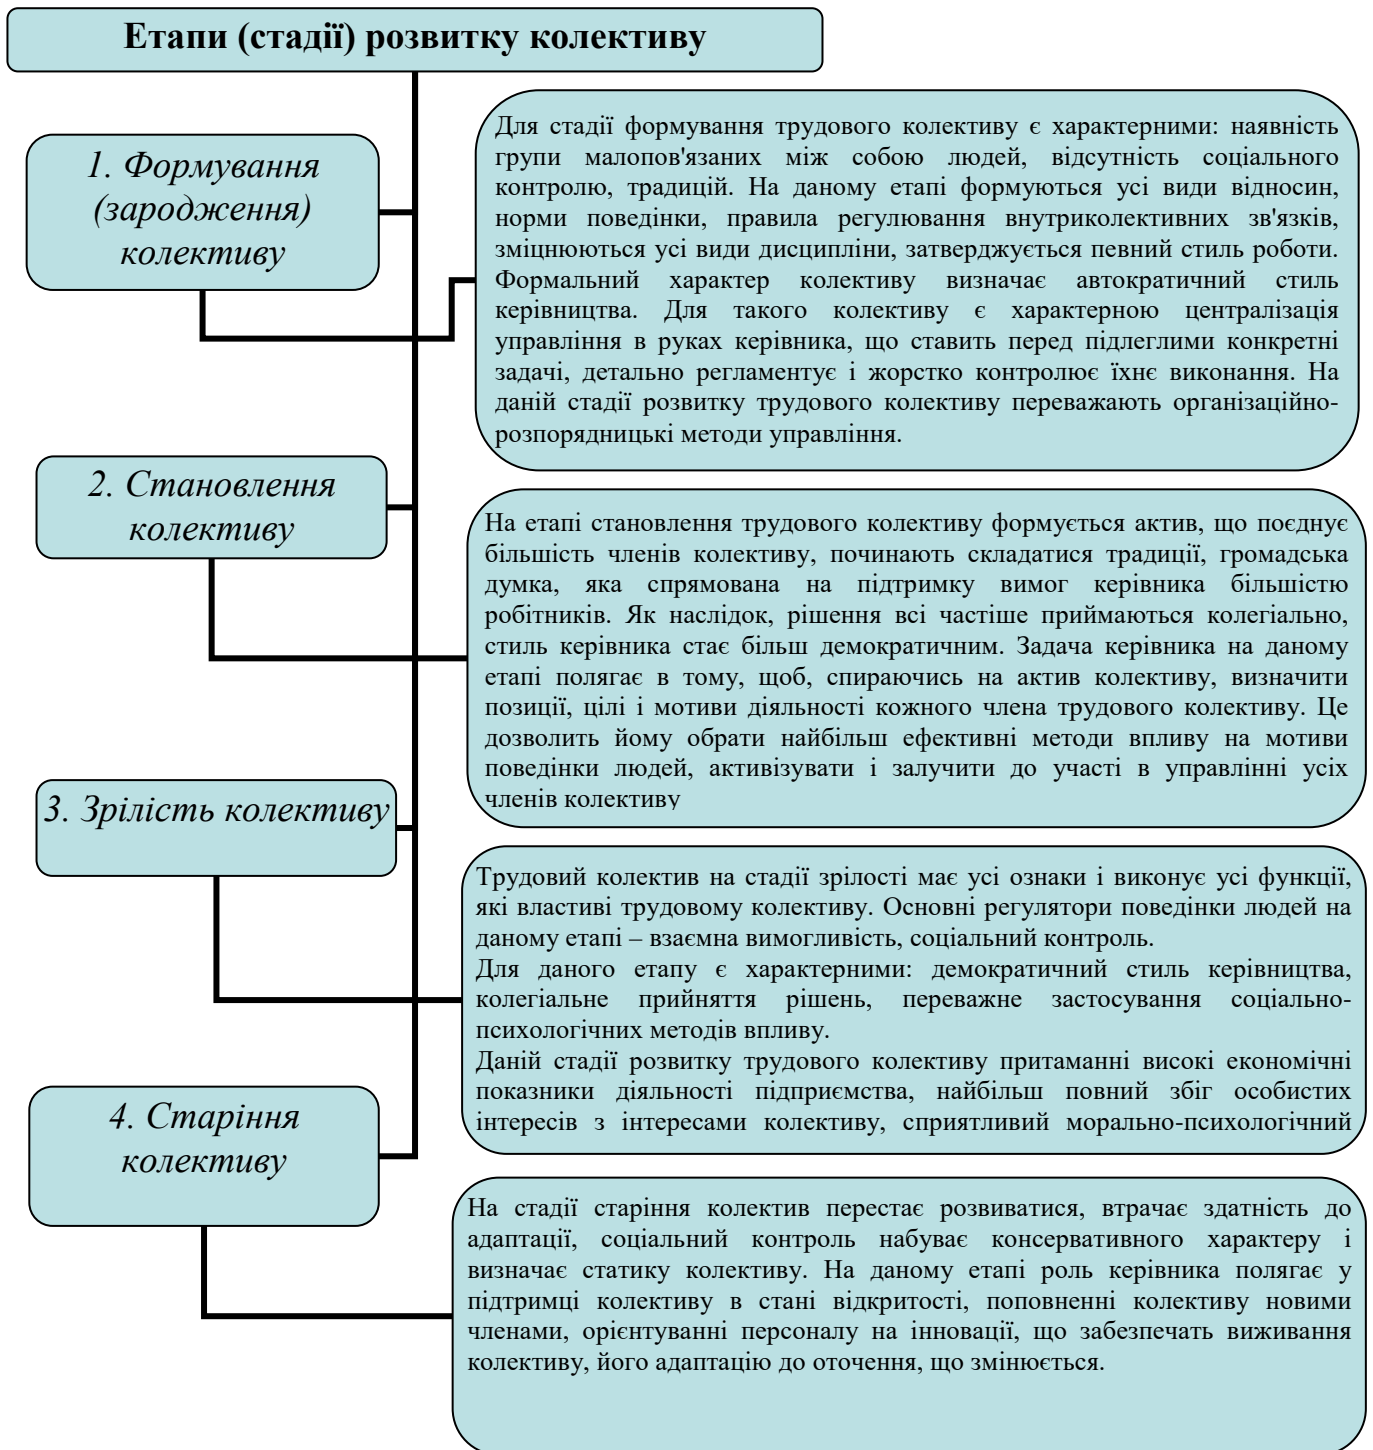 Етапи (стадії) розвитку колективу
1. Формування
(зародження)
колективу
Для стадії формування трудового колективу є характерними: наявність
групи малопов'язаних між собою людей, відсутність соціального
контролю, традицій. На даному етапі формуються усі види відносин,
норми поведінки, правила регулювання внутриколективних зв'язків,
зміцнюються усі види дисципліни, затверджується певний стиль роботи.
Формальний характер колективу визначає автократичний стиль
керівництва. Для такого колективу є характерною централізація
управління в руках керівника, що ставить перед підлеглими конкретні
задачі, детально регламентує і жорстко контролює їхнє виконання. На
даній стадії розвитку трудового колективу переважають організаційно-
розпорядницькі методи управління.
2. Становлення
колективу
На етапі становлення трудового колективу формується актив, що поєднує
більшість членів колективу, починають складатися традиції, громадська
думка, яка спрямована на підтримку вимог керівника більшістю
робітників. Як наслідок, рішення всі частіше приймаються колегіально,
стиль керівника стає більш демократичним. Задача керівника на даному
етапі полягає в тому, щоб, спираючись на актив колективу, визначити
позиції, цілі і мотиви діяльності кожного члена трудового колективу. Це
дозволить йому обрати найбільш ефективні методи впливу на мотиви
поведінки людей, активізувати і залучити до участі в управлінні усіх
членів колективу
3. Зрілість колективу
Трудовий колектив на стадії зрілості має усі ознаки і виконує усі функції,
які властиві трудовому колективу. Основні регулятори поведінки людей на
даному етапі – взаємна вимогливість, соціальний контроль.
Для даного етапу є характерними: демократичний стиль керівництва,
колегіальне прийняття рішень, переважне застосування соціально-
психологічних методів впливу.
Даній стадії розвитку трудового колективу притаманні високі економічні
показники діяльності підприємства, найбільш повний збіг особистих
інтересів з інтересами колективу, сприятливий морально-психологічний
4. Старіння
колективу
На стадії старіння колектив перестає розвиватися, втрачає здатність до
адаптації, соціальний контроль набуває консервативного характеру і
визначає статику колективу. На даному етапі роль керівника полягає у
підтримці колективу в стані відкритості, поповненні колективу новими
членами, орієнтуванні персоналу на інновації, що забезпечать виживання
колективу, його адаптацію до оточення, що змінюється.